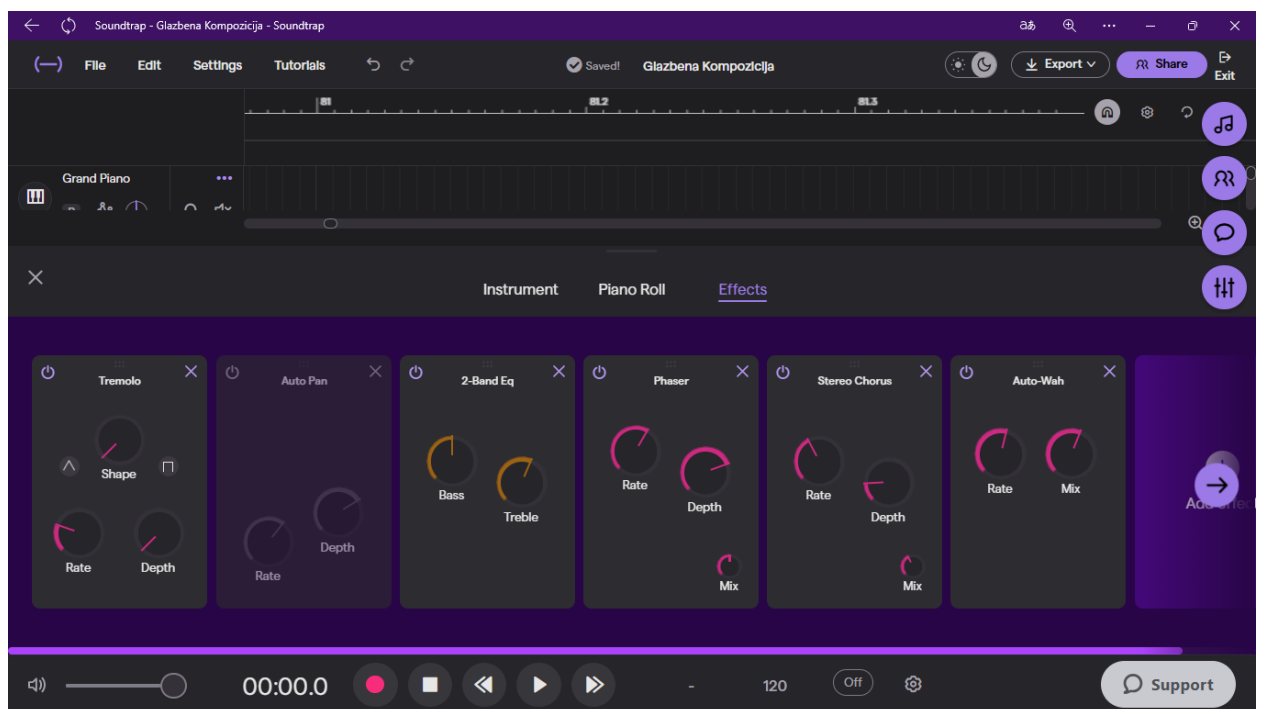 Soundtrap - Glazbena Kompozicija - Soundtrap
File Edit Settings Tutorials Saved! Glazbena Kompozicija Export Share Exit
81 81.2 81.3
Grand Piano
Instrument Piano Roll Effects
Tremolo Auto Pan 2-Band Eq Phaser Stereo Chorus Auto-Wah
Shape
Rate Depth
Rate Depth
Bass Treble
Rate Depth
Mix
Rate Depth
Mix
Rate Mix
00:00.0 - 120 Off Support